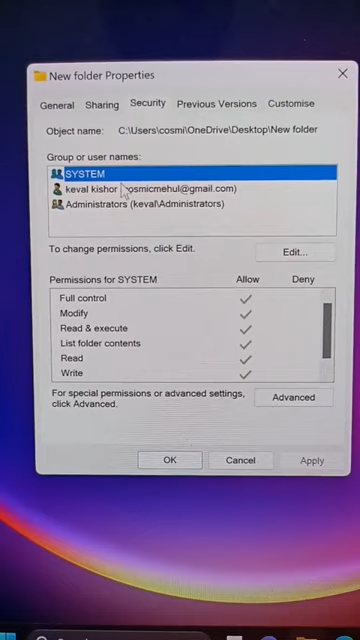 New folder Properties
General Sharing Security Previous Versions Customise
Object name: C:\Users\cosmi\OneDrive\Desktop\New folder
Group or user names:
SYSTEM
keval kishor osmicmehul@gmail.com)
Administrators (keval\Administrators)
To change permissions, click Edit.
Edit...
Permissions for SYSTEM Allow Deny
Full control
Modify
Read & execute
List folder contents
Read
Write
For special permissions or advanced settings,
click Advanced.
Advanced
OK Cancel Apply